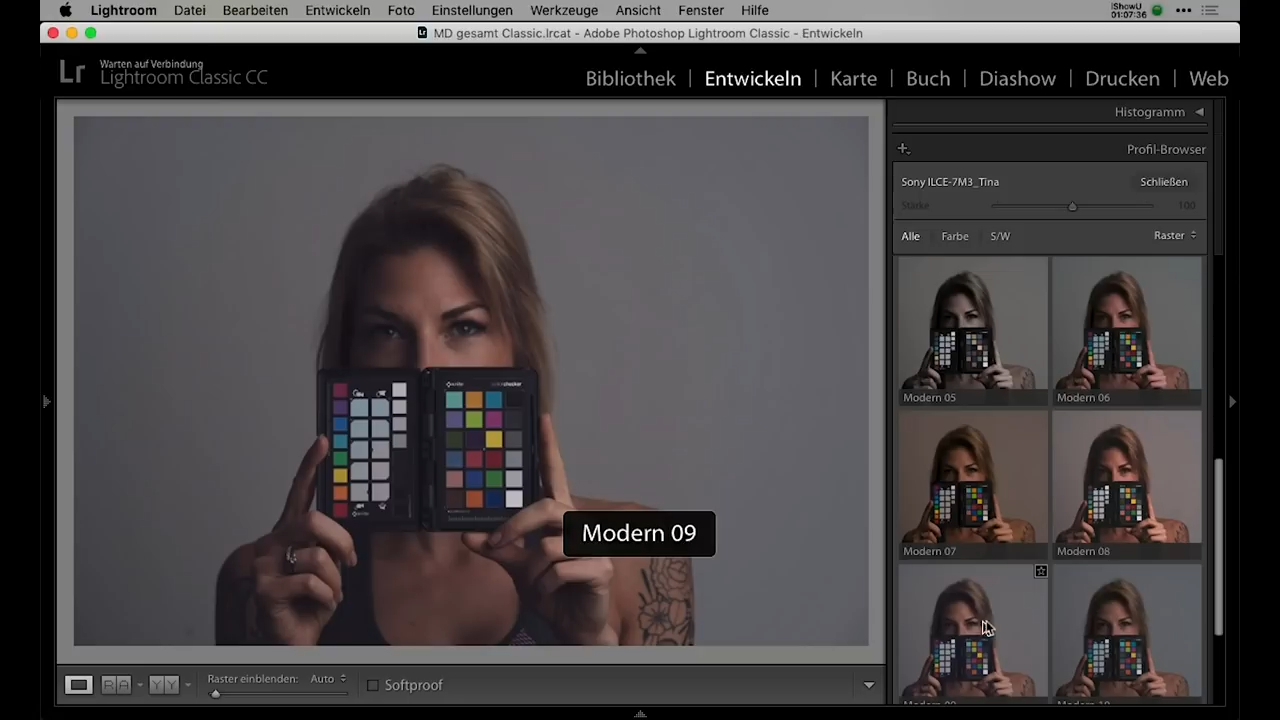 Lightroom Datei Bearbeiten Entwickeln Foto Einstellungen Werkzeuge Ansicht Fenster Hilfe
iShowU
01:07:36
Lr MD gesamt Classic.lrcat - Adobe Photoshop Lightroom Classic - Entwickeln
Lr
Warten auf Verbindung
Lightroom Classic CC
Bibliothek | Entwickeln | Karte | Buch | Diashow | Drucken | Web
Histogramm
Profil-Browser
Sony ILCE-7M3_Tina Schließen
Stärke 100
Alle Farbe S/W Raster
Modern 05 Modern 06
Modern 07 Modern 08
Modern 09
Raster einblenden: Auto
Softproof